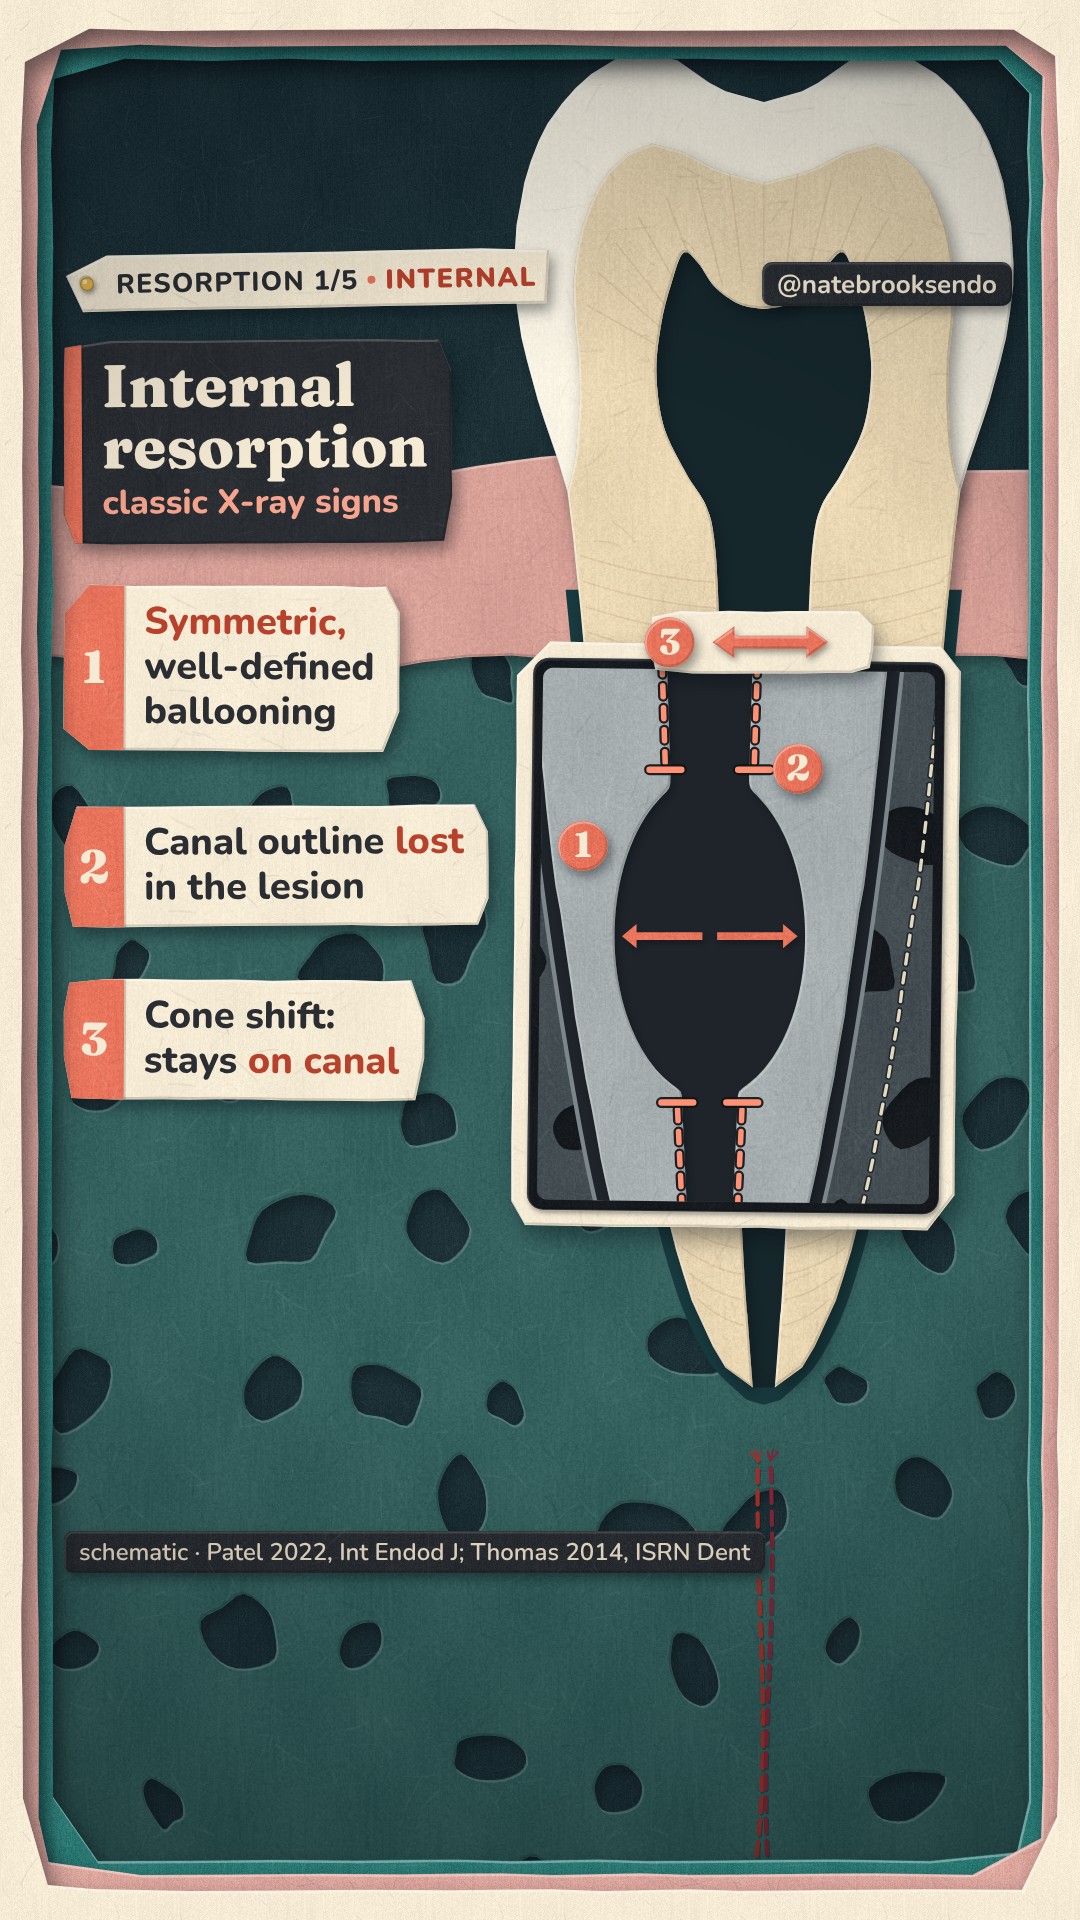 RESORPTION 1/5 • INTERNAL
@natebrooksendo
Internal
resorption
classic X-ray signs
1
Symmetric,
well-defined
ballooning
2
Canal outline lost
in the lesion
3
Cone shift:
stays on canal
3
2
1
schematic · Patel 2022, Int Endod J; Thomas 2014, ISRN Dent